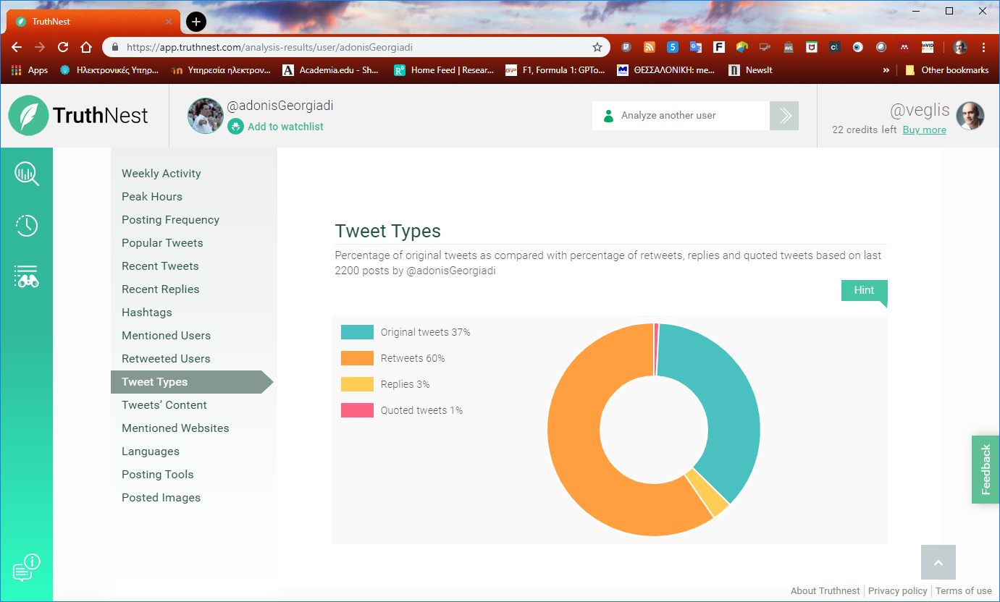 TruthNest
https://app.truthnest.com/analysis-results/user/adonisGeorgiadi
Apps
Ηλεκτρονικές Υπηρ...
Υπηρεσία ηλεκτρον...
Academia.edu - Sh...
Home Feed | Resear...
F1, Formula 1: GPTo...
ΘΕΣΣΑΛΟΝΙΚΗ: me...
NewsIt
»
Other bookmarks
TruthNest
@adonisGeorgiadi
Add to watchlist
Analyze another user
@veglis
22 credits left Buy more
Weekly Activity
Peak Hours
Posting Frequency
Popular Tweets
Recent Tweets
Recent Replies
Hashtags
Mentioned Users
Retweeted Users
Tweet Types
Tweets’ Content
Mentioned Websites
Languages
Posting Tools
Posted Images
Tweet Types
Percentage of original tweets as compared with percentage of retweets, replies and quoted tweets based on last
2200 posts by @adonisGeorgiadi
Hint
Original tweets 37%
Retweets 60%
Replies 3%
Quoted tweets 1%
Feedback
About Truthnest | Privacy policy | Terms of use